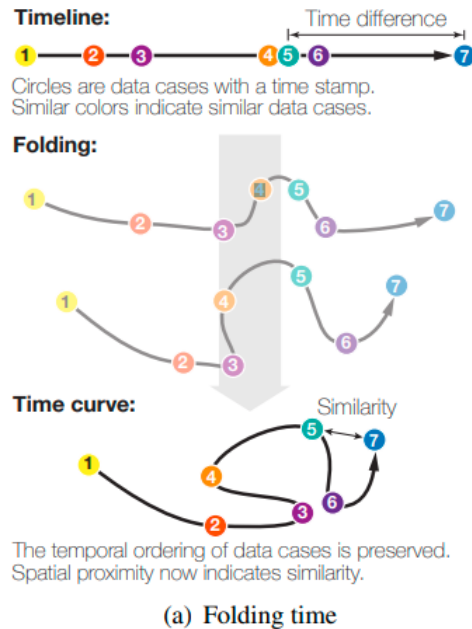 Timeline:
Time difference
1 2 3 4 5 6 7
Circles are data cases with a time stamp.
Similar colors indicate similar data cases.
Folding:
1 2 3 4 5 6 7
1 2 3 4 5 6 7
Time curve:
Similarity
1 2 3 4 5 6 7
The temporal ordering of data cases is preserved.
Spatial proximity now indicates similarity.
(a) Folding time